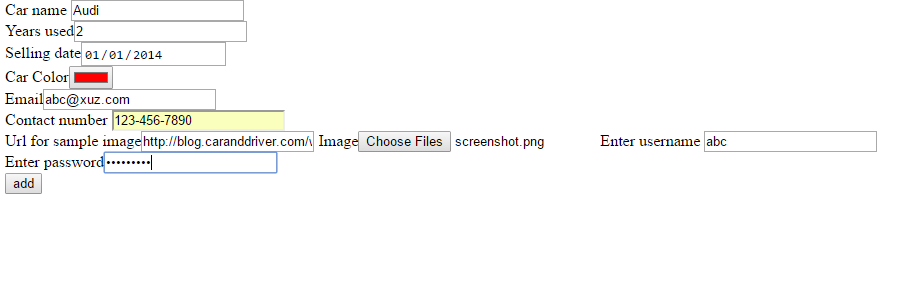 Car name Audi
Years used 2
Selling date 01/01/2014
Car Color
Email abc@xuz.com
Contact number 123-456-7890
Url for sample image http://blog.caranddriver.com/ Image Choose Files screenshot.png Enter username abc
Enter password •••••••••
add